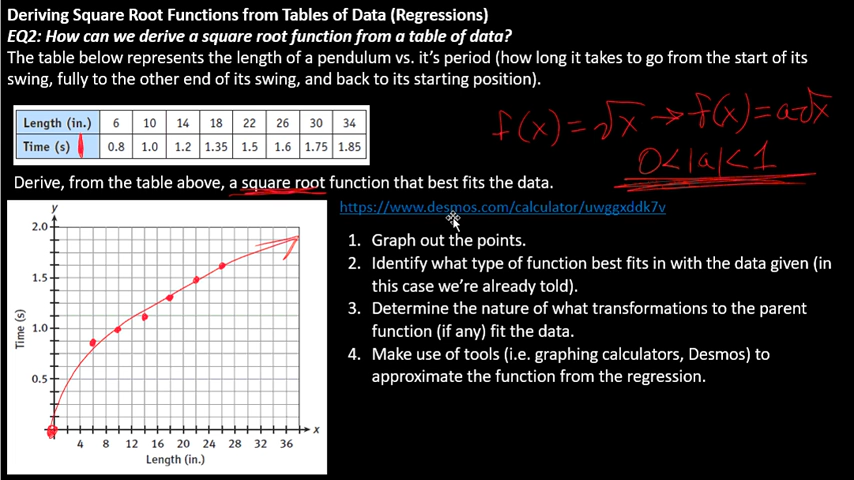 Deriving Square Root Functions from Tables of Data (Regressions)
EQ2: How can we derive a square root function from a table of data?
The table below represents the length of a pendulum vs. it's period (how long it takes to go from the start of its
swing, fully to the other end of its swing, and back to its starting position).
Length (in.) 6 10 14 18 22 26 30 34
Time (s) 0.8 1.0 1.2 1.35 1.5 1.6 1.75 1.85
f(x) = √x → f(x) = a√x
0 < |a| < 1
Derive, from the table above, a square root function that best fits the data.
https://www.desmos.com/calculator/uwggxddk7v
1. Graph out the points.
2. Identify what type of function best fits in with the data given (in
this case we're already told).
3. Determine the nature of what transformations to the parent
function (if any) fit the data.
4. Make use of tools (i.e. graphing calculators, Desmos) to
approximate the function from the regression.
y
2.0
1.5
1.0
0.5
Time (s)
4 8 12 16 20 24 28 32 36 x
Length (in.)